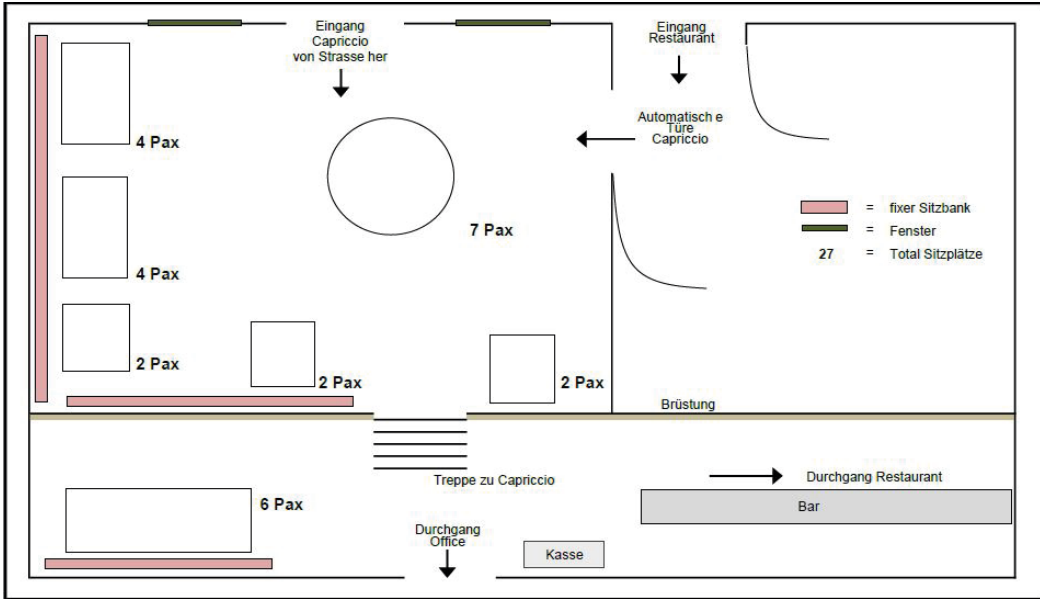 Eingang
Capriccio
von Strasse her
Eingang
Restaurant
Automatisch e
Türe
Capriccio
4 Pax
7 Pax
= fixer Sitzbank
= Fenster
27 = Total Sitzplätze
4 Pax
2 Pax
2 Pax
2 Pax
Brüstung
Treppe zu Capriccio
Durchgang Restaurant
6 Pax
Bar
Durchgang
Office
Kasse